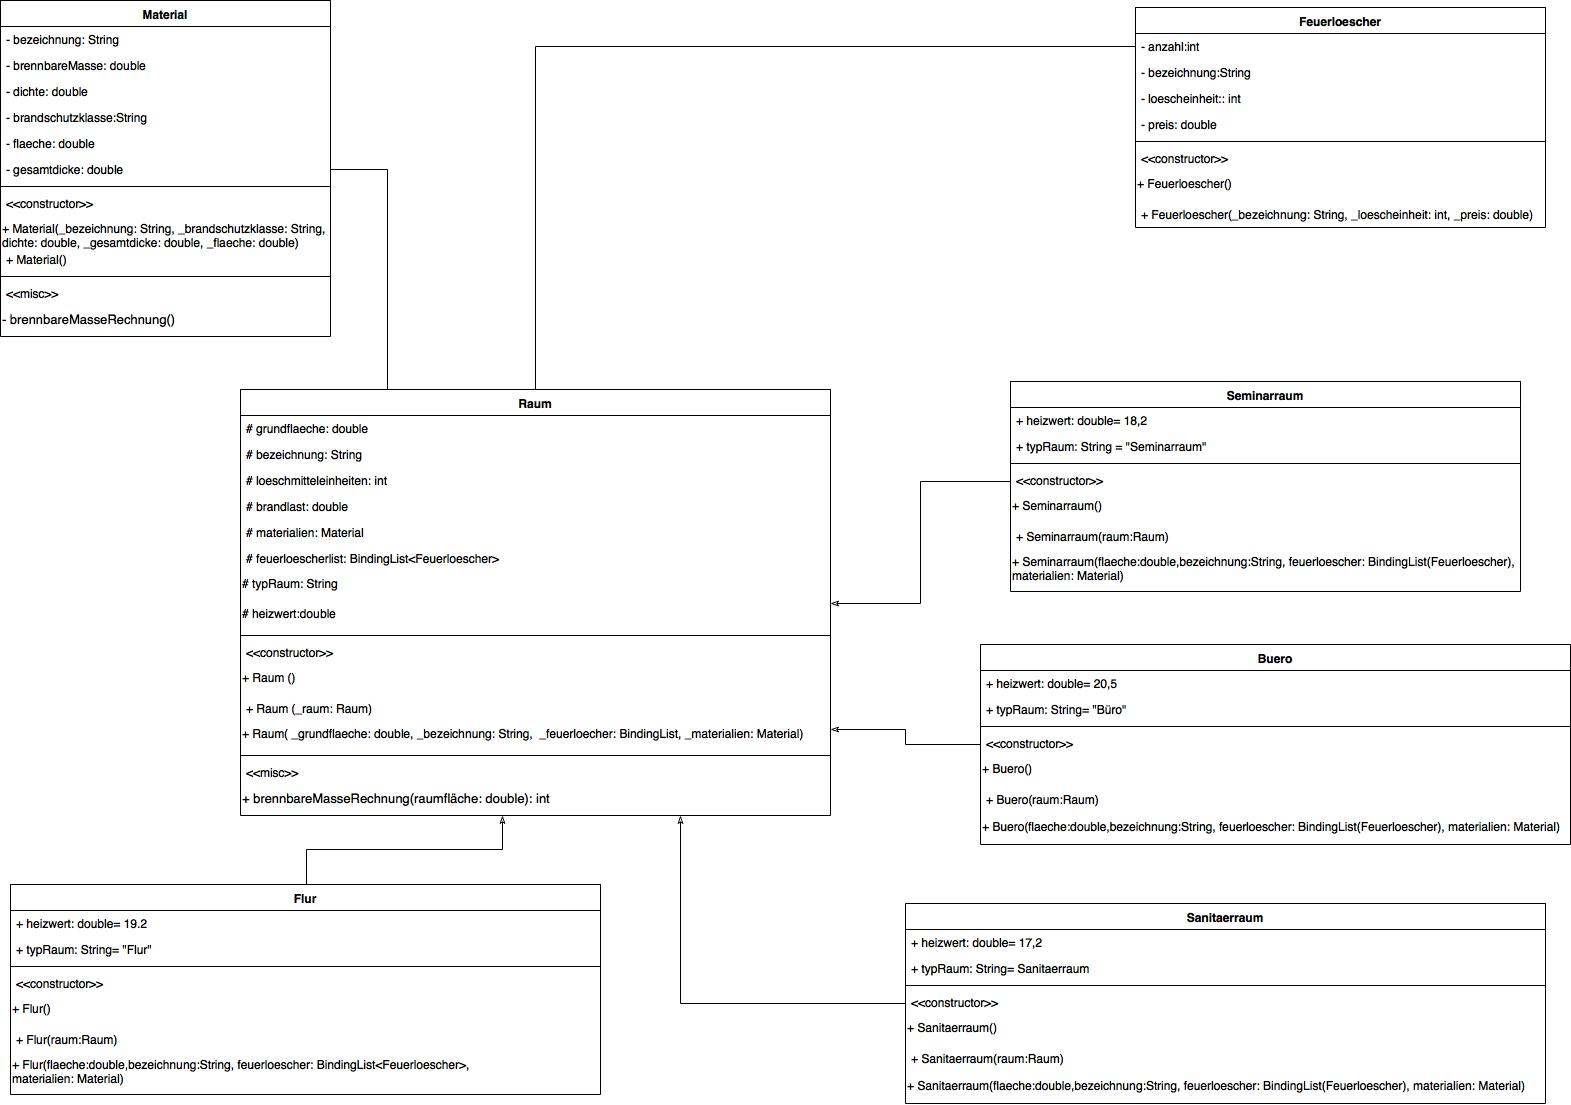 Material
- bezeichnung: String
- brennbareMasse: double
- dichte: double
- brandschutzklasse:String
- flaeche: double
- gesamtdicke: double
<<constructor>>
+ Material(_bezeichnung: String, _brandschutzklasse: String,
dichte: double, _gesamtdicke: double, _flaeche: double)
+ Material()
<<misc>>
- brennbareMasseRechnung()
Feuerloescher
- anzahl:int
- bezeichnung:String
- loescheinheit:: int
- preis: double
<<constructor>>
+ Feuerloescher()
+ Feuerloescher(_bezeichnung: String, _loescheinheit: int, _preis: double)
Raum
# grundflaeche: double
# bezeichnung: String
# loeschmitteleinheiten: int
# brandlast: double
# materialien: Material
# feuerloescherlist: BindingList<Feuerloescher>
# typRaum: String
# heizwert:double
<<constructor>>
+ Raum ()
+ Raum (_raum: Raum)
+ Raum( _grundflaeche: double, _bezeichnung: String,  _feuerloecher: BindingList, _materialien: Material)
<<misc>>
+ brennbareMasseRechnung(raumfläche: double): int
Seminarraum
+ heizwert: double= 18,2
+ typRaum: String = "Seminarraum"
<<constructor>>
+ Seminarraum()
+ Seminarraum(raum:Raum)
+ Seminarraum(flaeche:double,bezeichnung:String, feuerloescher: BindingList(Feuerloescher),
materialien: Material)
Buero
+ heizwert: double= 20,5
+ typRaum: String= "Büro"
<<constructor>>
+ Buero()
+ Buero(raum:Raum)
+ Buero(flaeche:double,bezeichnung:String, feuerloescher: BindingList(Feuerloescher), materialien: Material)
Flur
+ heizwert: double= 19.2
+ typRaum: String= "Flur"
<<constructor>>
+ Flur()
+ Flur(raum:Raum)
+ Flur(flaeche:double,bezeichnung:String, feuerloescher: BindingList<Feuerloescher>,
materialien: Material)
Sanitaerraum
+ heizwert: double= 17,2
+ typRaum: String= Sanitaerraum
<<constructor>>
+ Sanitaerraum()
+ Sanitaerraum(raum:Raum)
+ Sanitaerraum(flaeche:double,bezeichnung:String, feuerloescher: BindingList(Feuerloescher), materialien: Material)